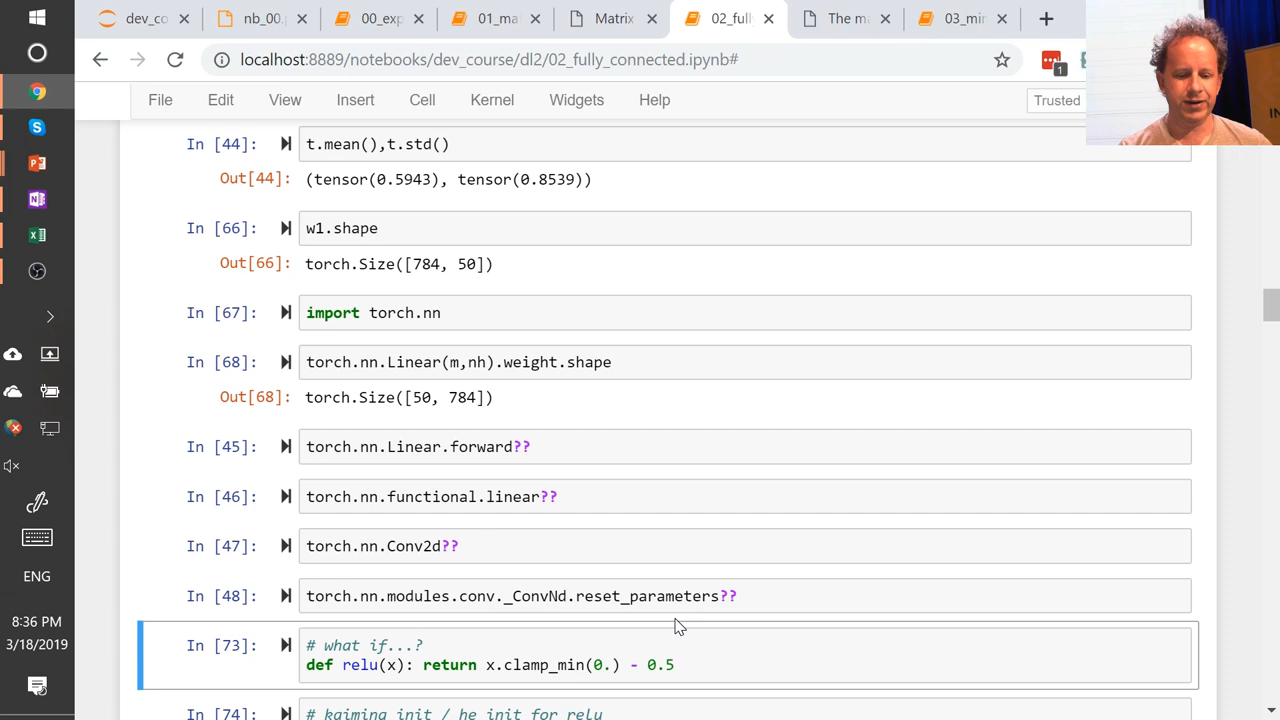 dev_co
nb_00.
00_exp
01_ma
Matrix
02_fully
The ma
03_min
localhost:8889/notebooks/dev_course/dl2/02_fully_connected.ipynb#
1
File Edit View Insert Cell Kernel Widgets Help
Trusted
In [44]: t.mean(),t.std()
Out[44]: (tensor(0.5943), tensor(0.8539))
In [66]: w1.shape
Out[66]: torch.Size([784, 50])
In [67]: import torch.nn
In [68]: torch.nn.Linear(m,nh).weight.shape
Out[68]: torch.Size([50, 784])
In [45]: torch.nn.Linear.forward??
In [46]: torch.nn.functional.linear??
In [47]: torch.nn.Conv2d??
In [48]: torch.nn.modules.conv._ConvNd.reset_parameters??
In [73]: # what if...?
def relu(x): return x.clamp_min(0.) - 0.5
In [74]: # kaiming init / he init for relu
ENG
8:36 PM
3/18/2019